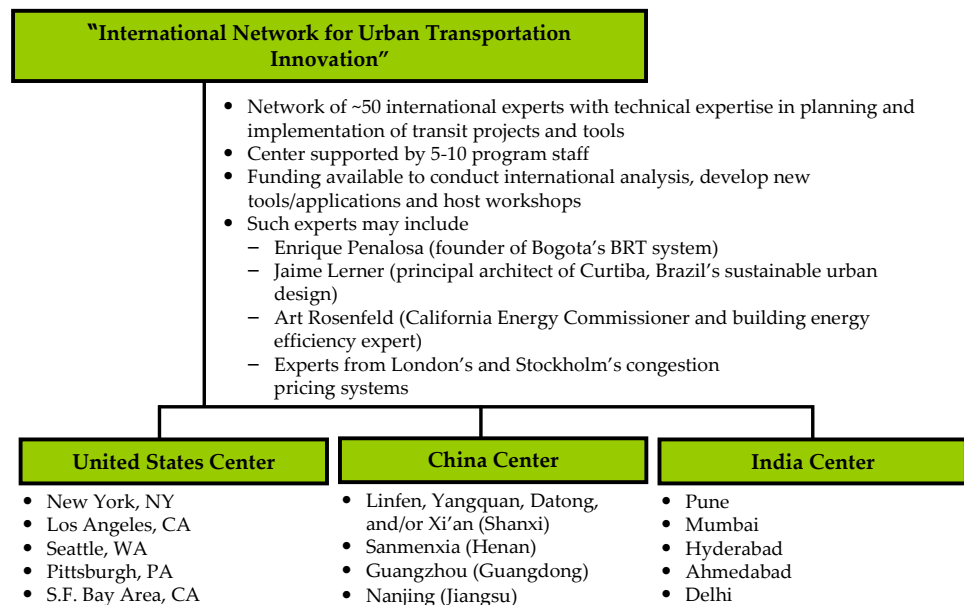 “International Network for Urban Transportation
Innovation”
• Network of ~50 international experts with technical expertise in planning and
implementation of transit projects and tools
• Center supported by 5-10 program staff
• Funding available to conduct international analysis, develop new
tools/applications and host workshops
• Such experts may include
– Enrique Penalosa (founder of Bogota’s BRT system)
– Jaime Lerner (principal architect of Curtiba, Brazil’s sustainable urban
design)
– Art Rosenfeld (California Energy Commissioner and building energy
efficiency expert)
– Experts from London’s and Stockholm’s congestion
pricing systems
United States Center
• New York, NY
• Los Angeles, CA
• Seattle, WA
• Pittsburgh, PA
• S.F. Bay Area, CA
China Center
• Linfen, Yangquan, Datong,
and/or Xi’an (Shanxi)
• Sanmenxia (Henan)
• Guangzhou (Guangdong)
• Nanjing (Jiangsu)
India Center
• Pune
• Mumbai
• Hyderabad
• Ahmedabad
• Delhi